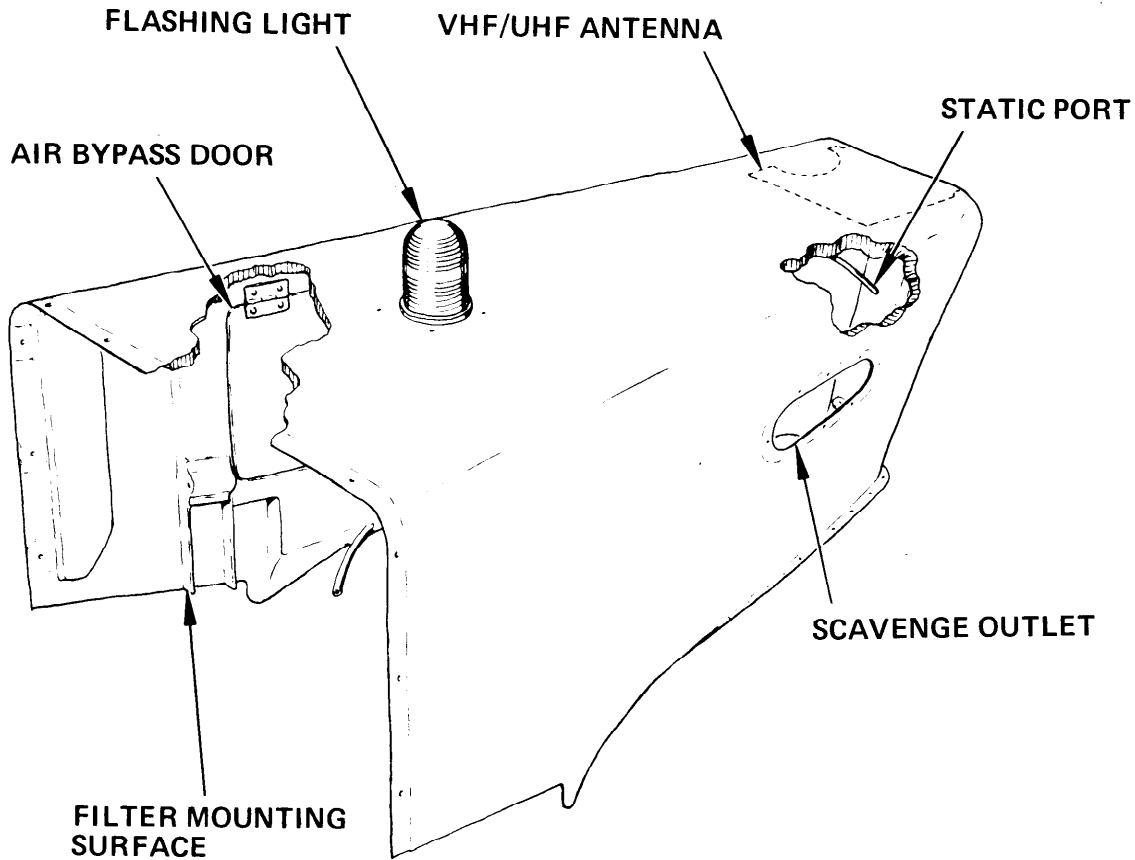 FLASHING LIGHT
VHF/UHF ANTENNA
STATIC PORT
AIR BYPASS DOOR
SCAVENGE OUTLET
FILTER MOUNTING
SURFACE